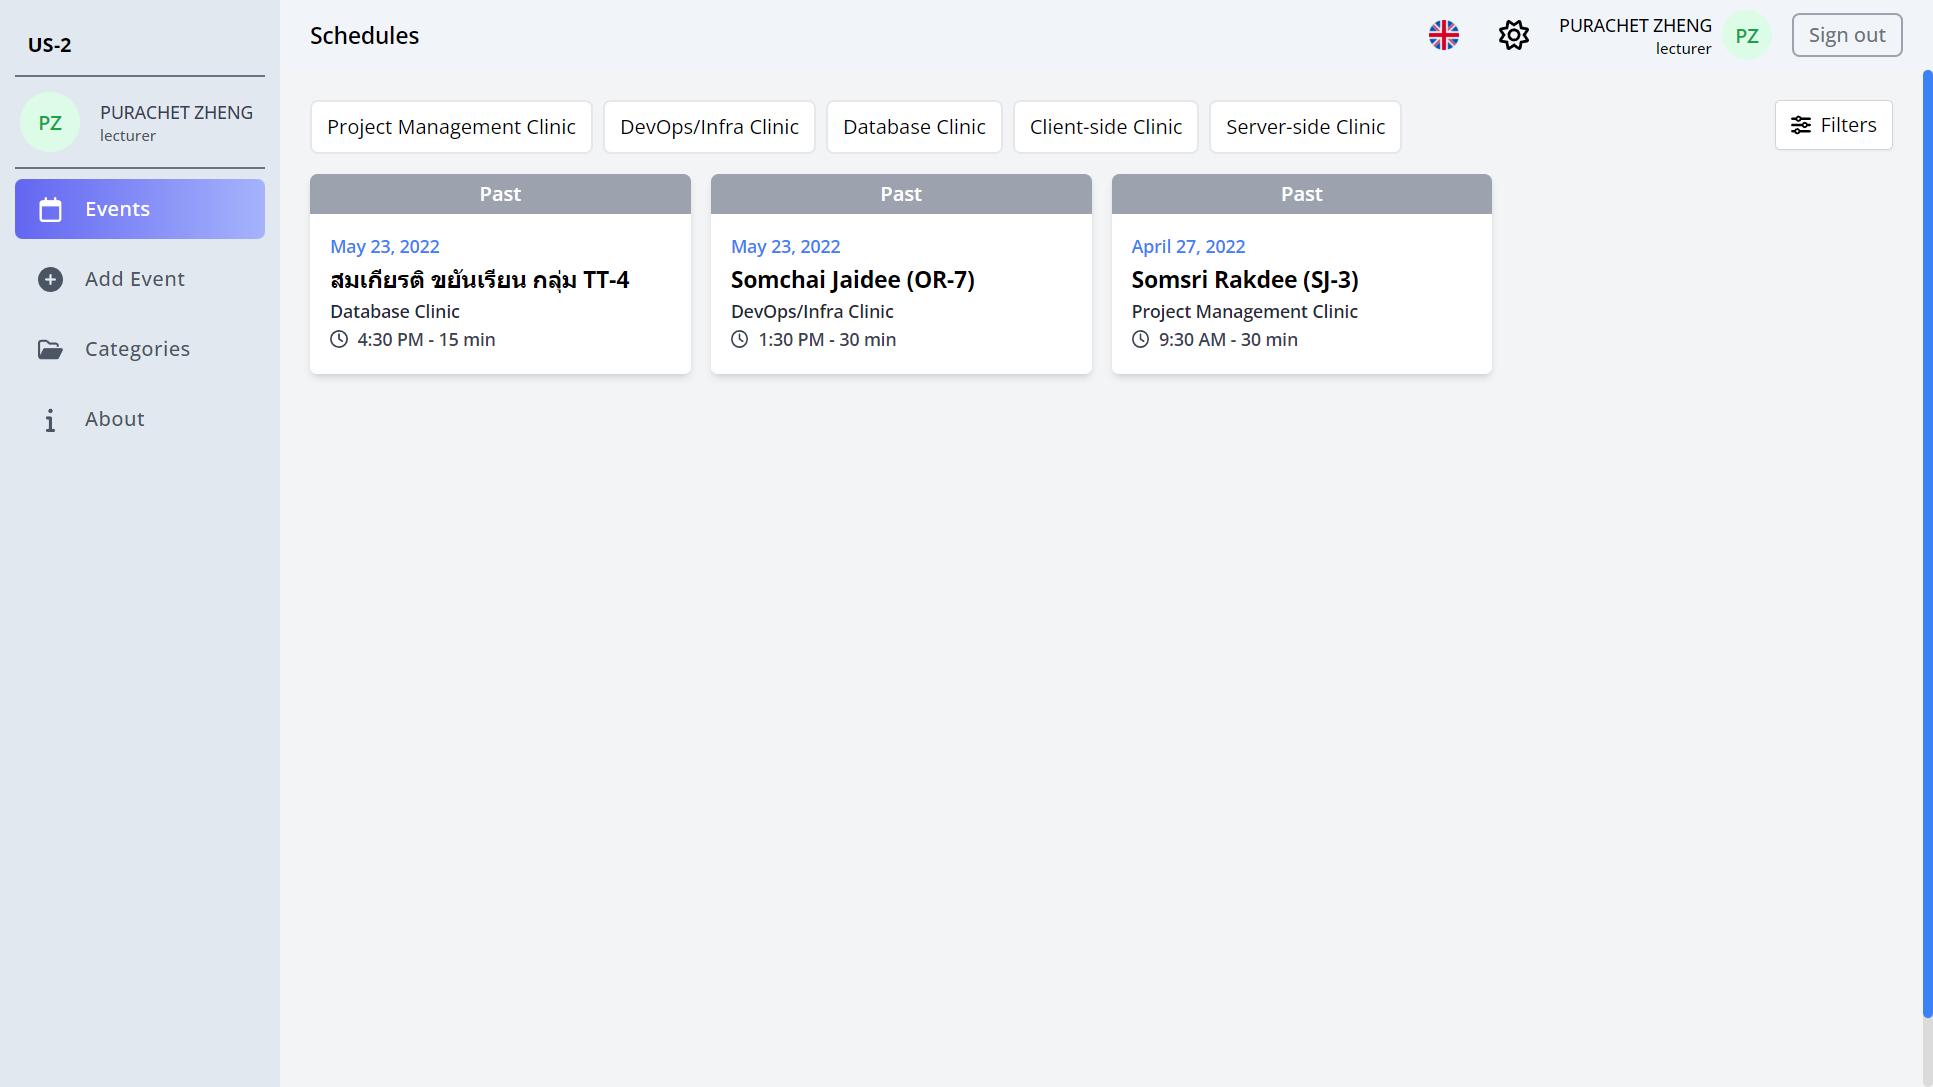 US-2
PZ
PURACHET ZHENG
lecturer
Events
Add Event
Categories
About
Schedules
PURACHET ZHENG
lecturer
PZ
Sign out
Project Management Clinic
DevOps/Infra Clinic
Database Clinic
Client-side Clinic
Server-side Clinic
Filters
Past
May 23, 2022
สมเกียรติ ขยันเรียน กลุ่ม TT-4
Database Clinic
4:30 PM - 15 min
Past
May 23, 2022
Somchai Jaidee (OR-7)
DevOps/Infra Clinic
1:30 PM - 30 min
Past
April 27, 2022
Somsri Rakdee (SJ-3)
Project Management Clinic
9:30 AM - 30 min